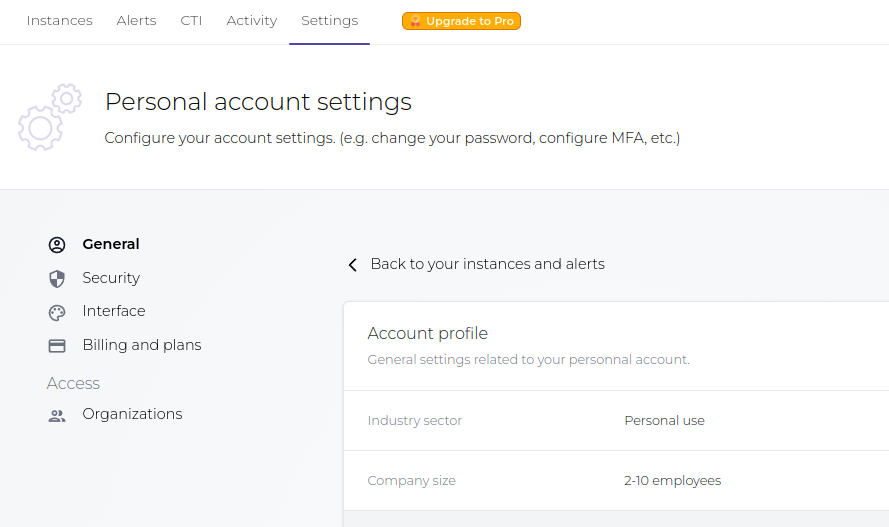 Instances Alerts CTI Activity Settings Upgrade to Pro
Personal account settings
Configure your account settings. (e.g. change your password, configure MFA, etc.)
General
Security
Interface
Billing and plans
Access
Organizations
Back to your instances and alerts
Account profile
General settings related to your personnal account.
Industry sector Personal use
Company size 2-10 employees